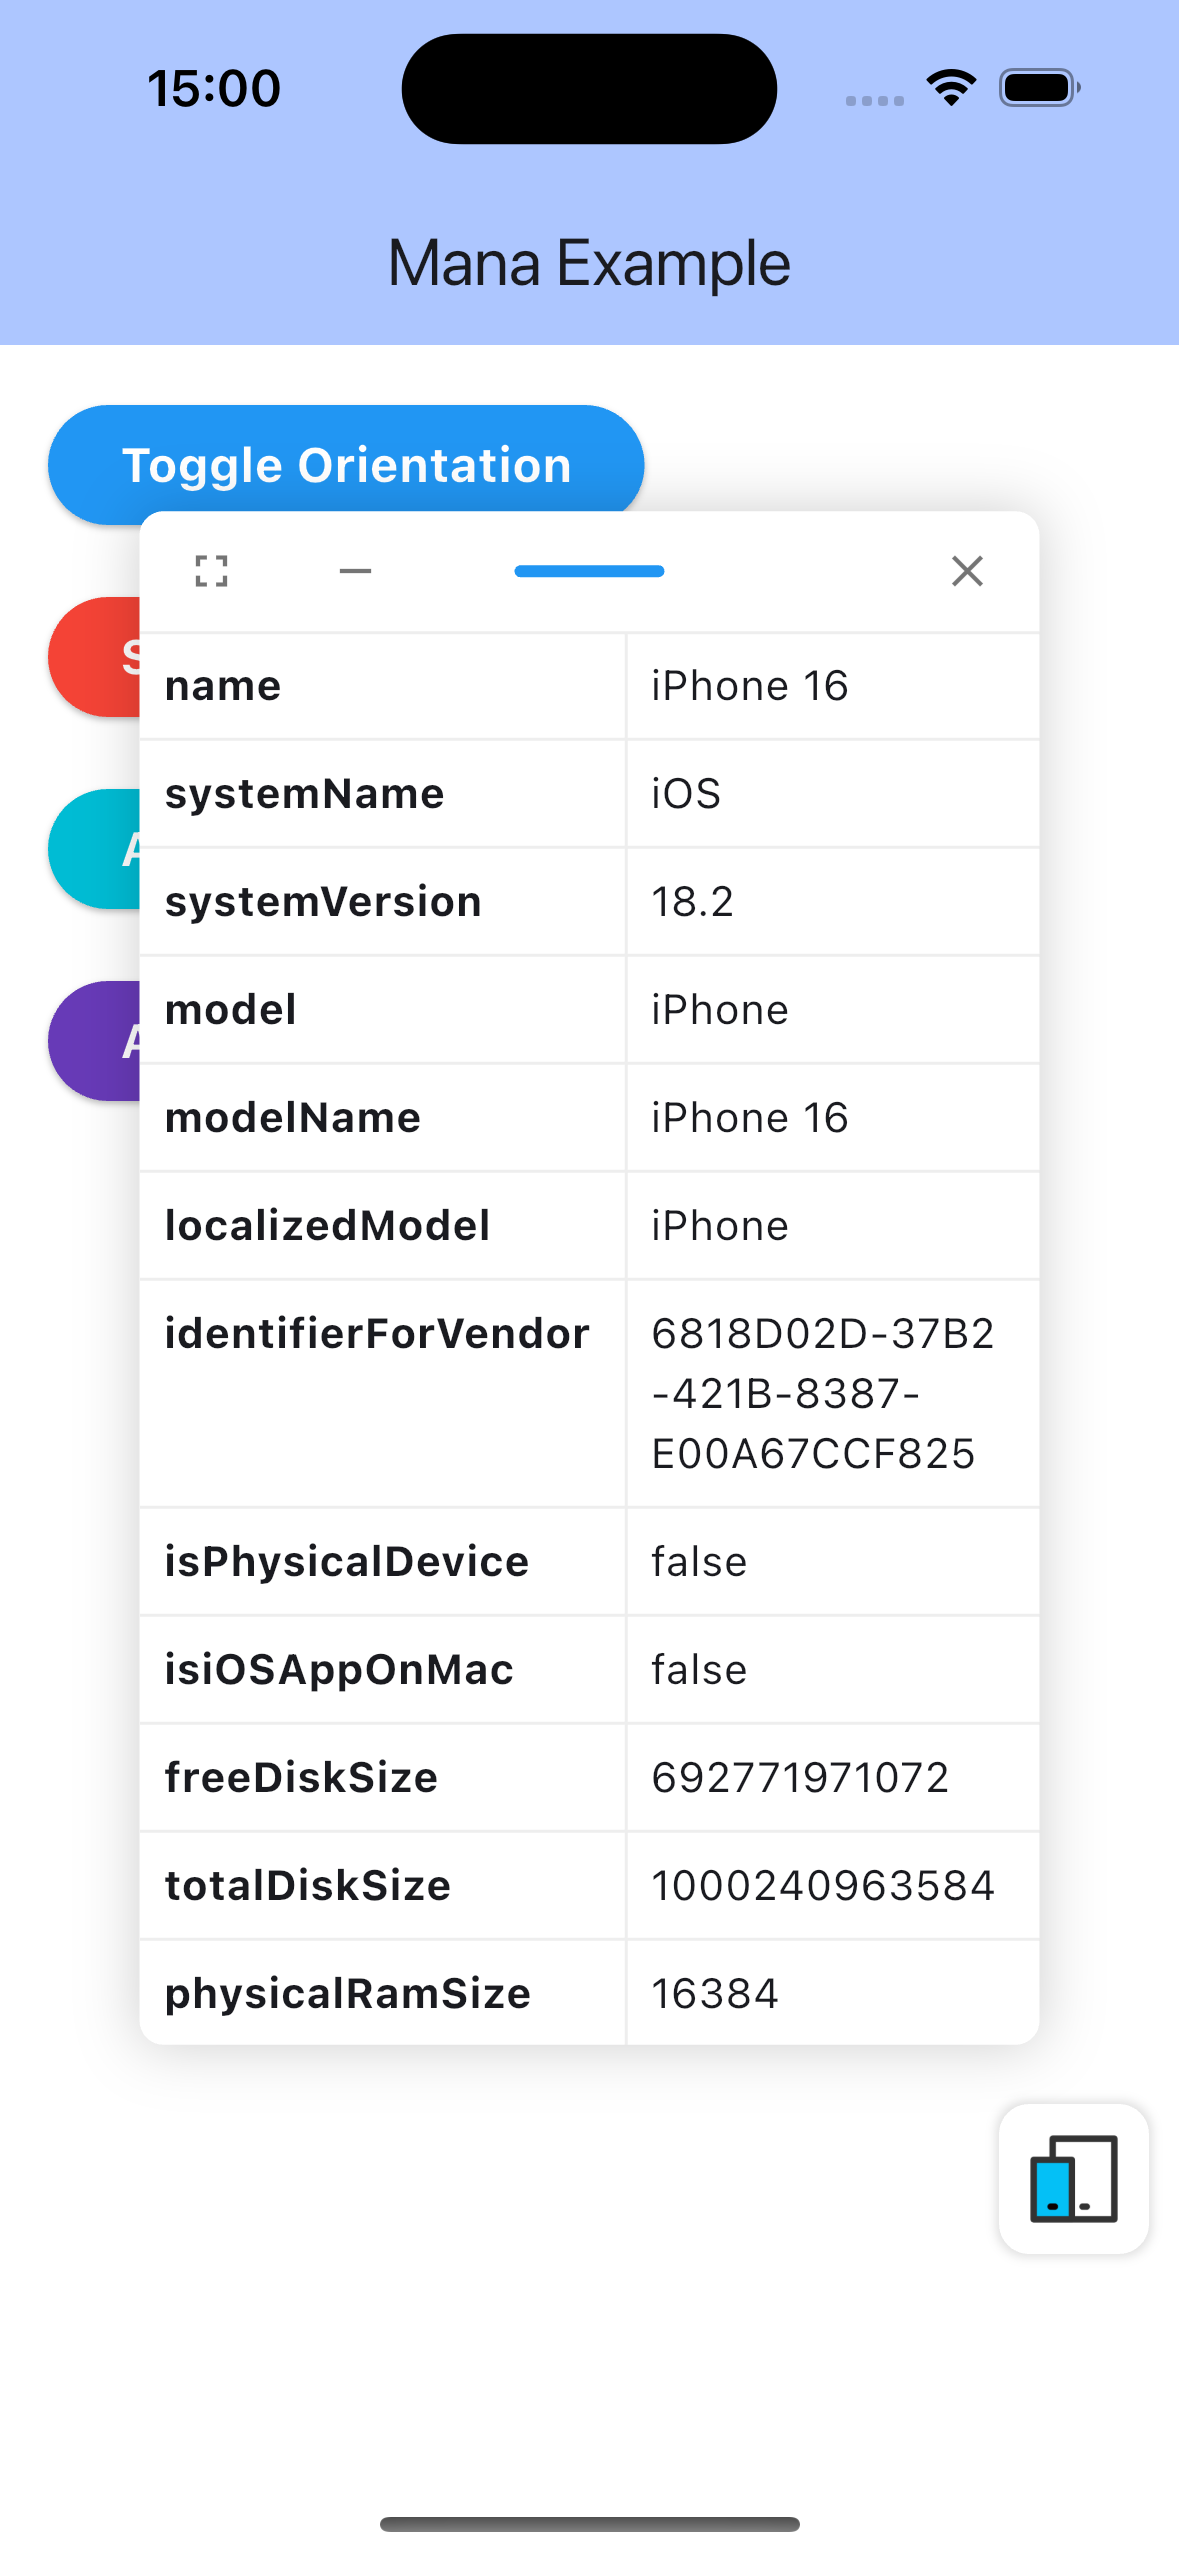 15:00
Mana Example
Toggle Orientation
name
iPhone 16
systemName
iOS
systemVersion
18.2
model
iPhone
modelName
iPhone 16
localizedModel
iPhone
identifierForVendor
6818D02D-37B2
-421B-8387-
E00A67CCF825
isPhysicalDevice
false
isiOSAppOnMac
false
freeDiskSize
692771971072
totalDiskSize
1000240963584
physicalRamSize
16384